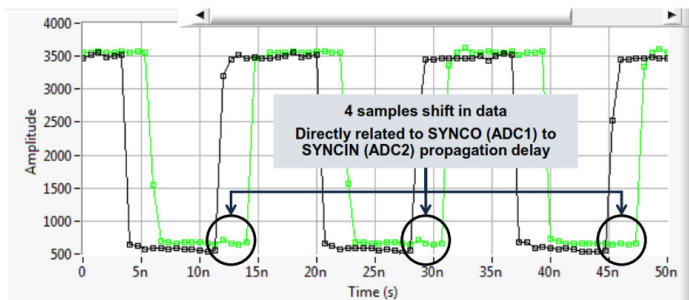 4000
3500
3000
2500
2000
1500
1000
500
Amplitude
4 samples shift in data
Directly related to SYNCO (ADC1) to
SYNCIN (ADC2) propagation delay
0 5n 10n 15n 20n 25n 30n 35n 40n 45n 50n
Time (s)